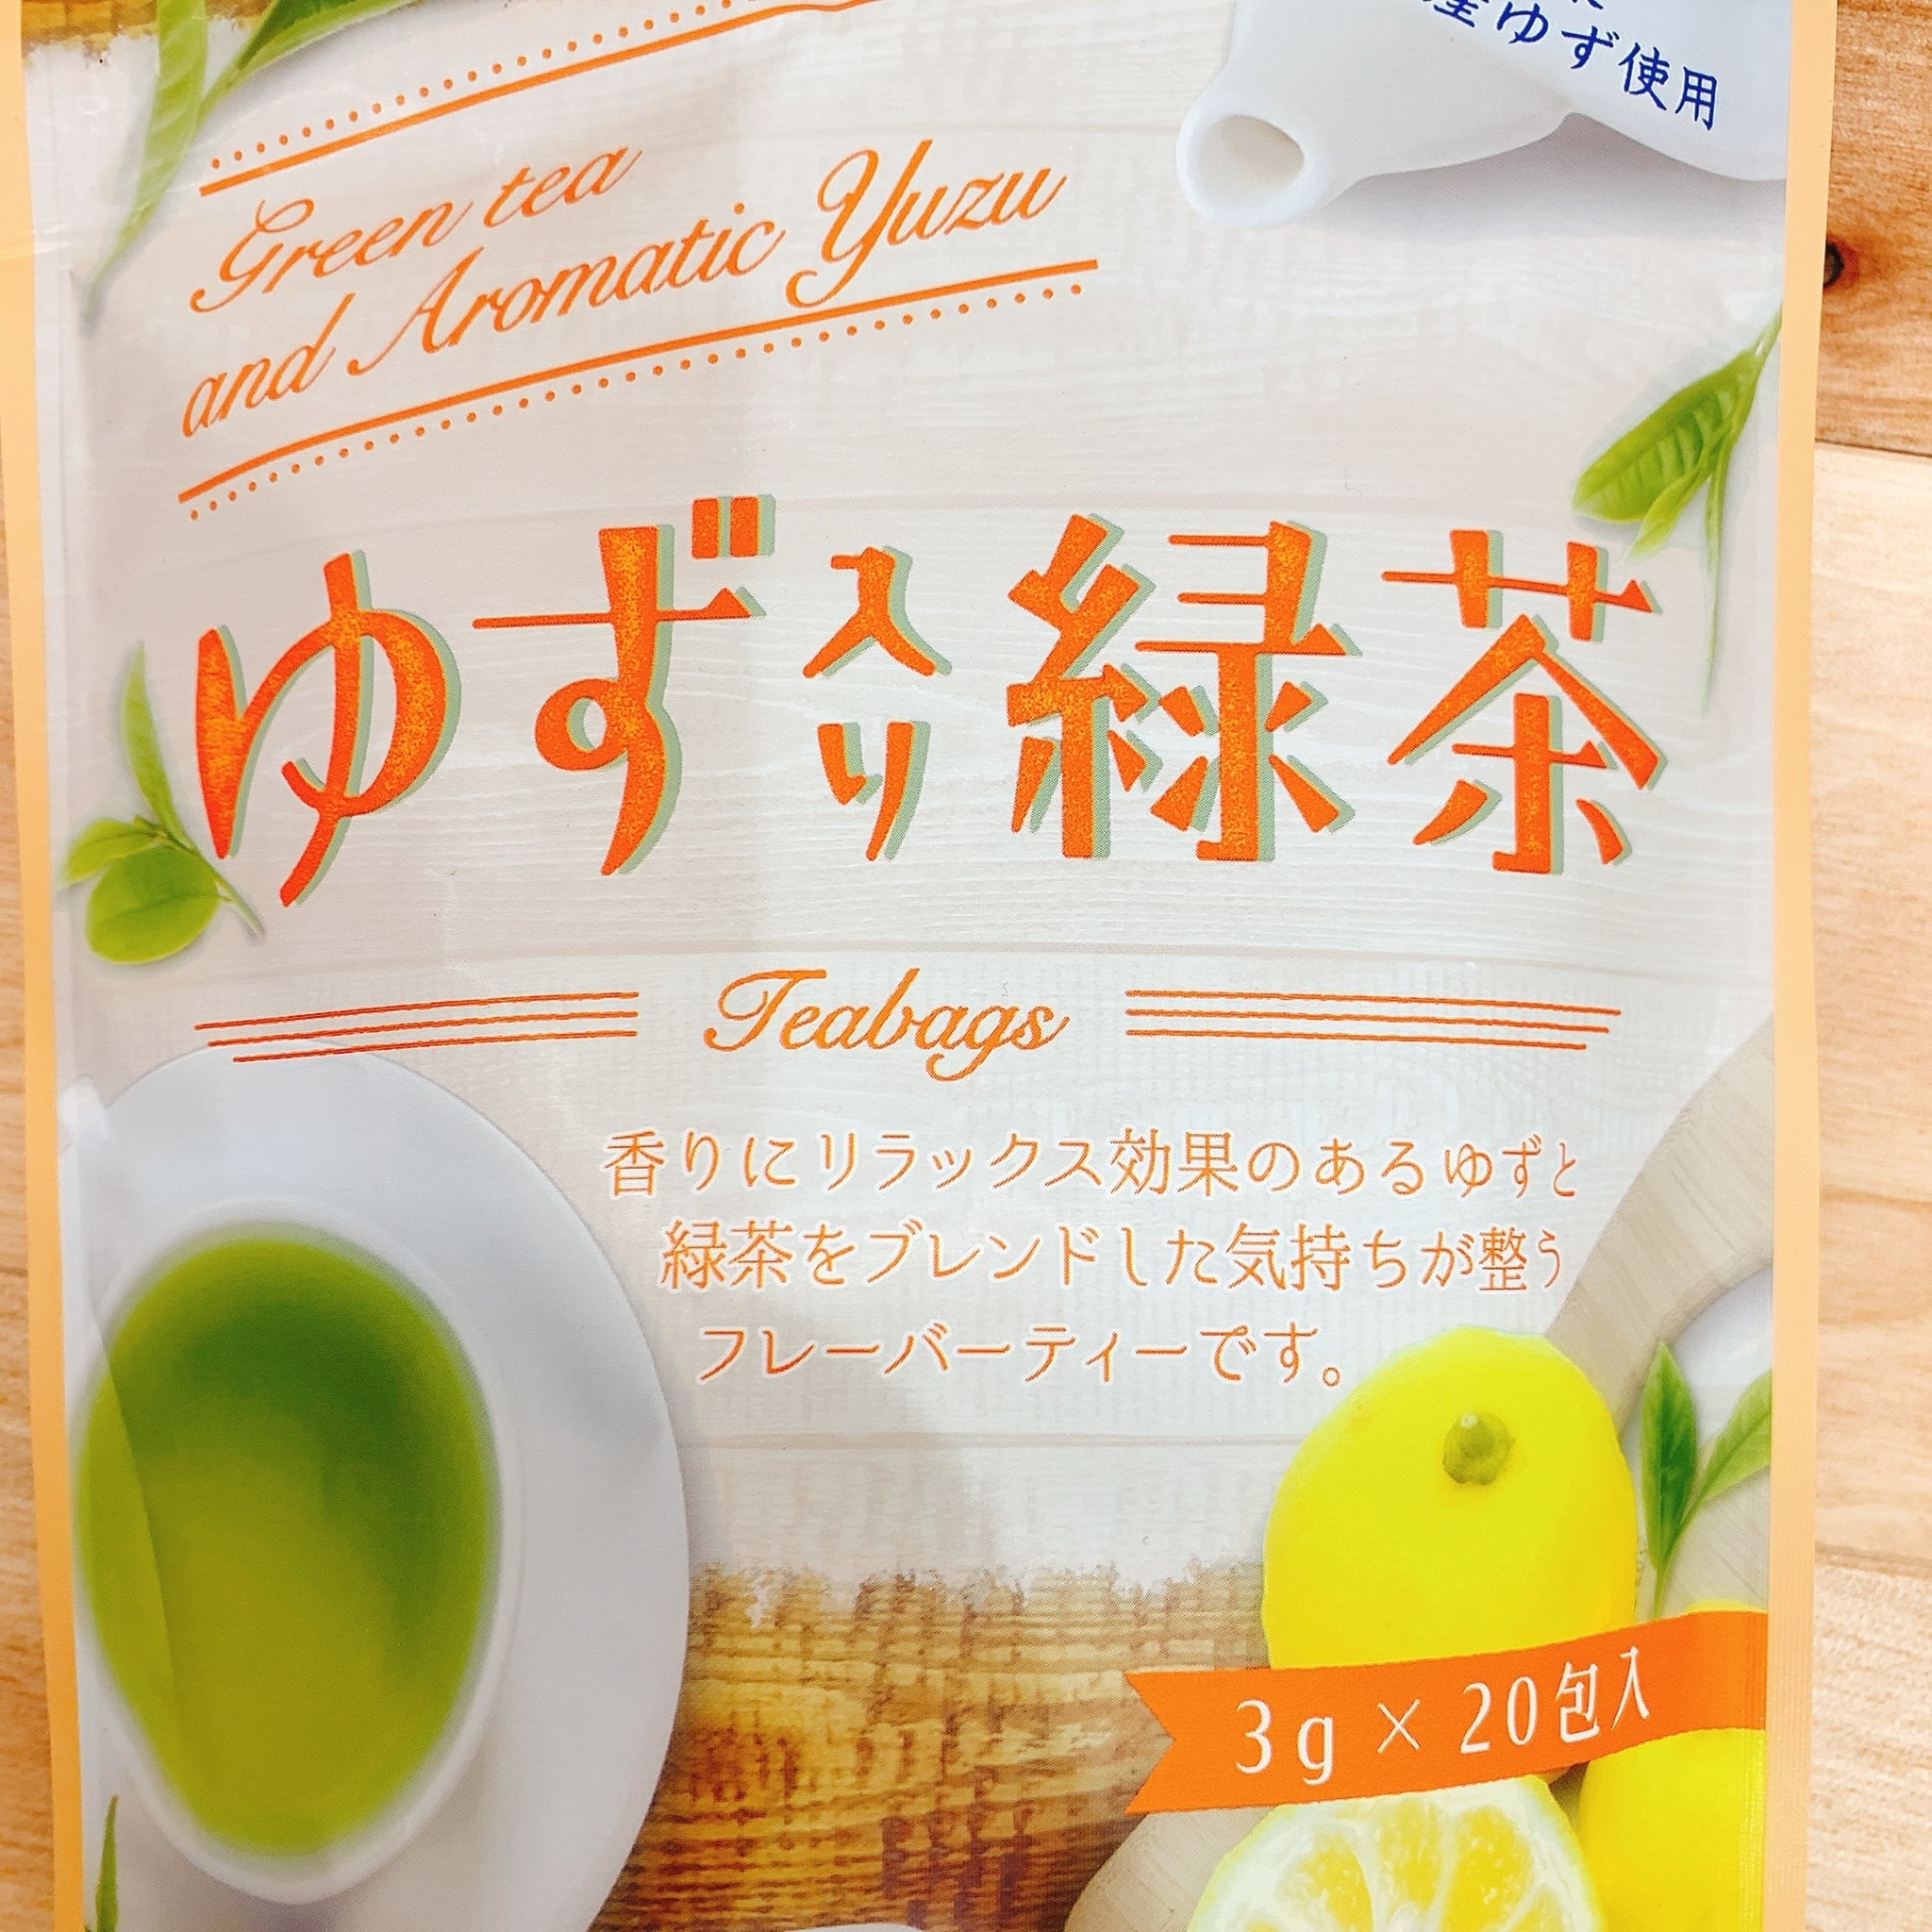 産ゆず使用
Green tea
and Aromatic Yuzu
ゆず入り緑茶
Teabags
香りにリラックス効果のあるゆずと
緑茶をブレンドした気持ちが整う
フレーバーティーです。
3g × 20包入